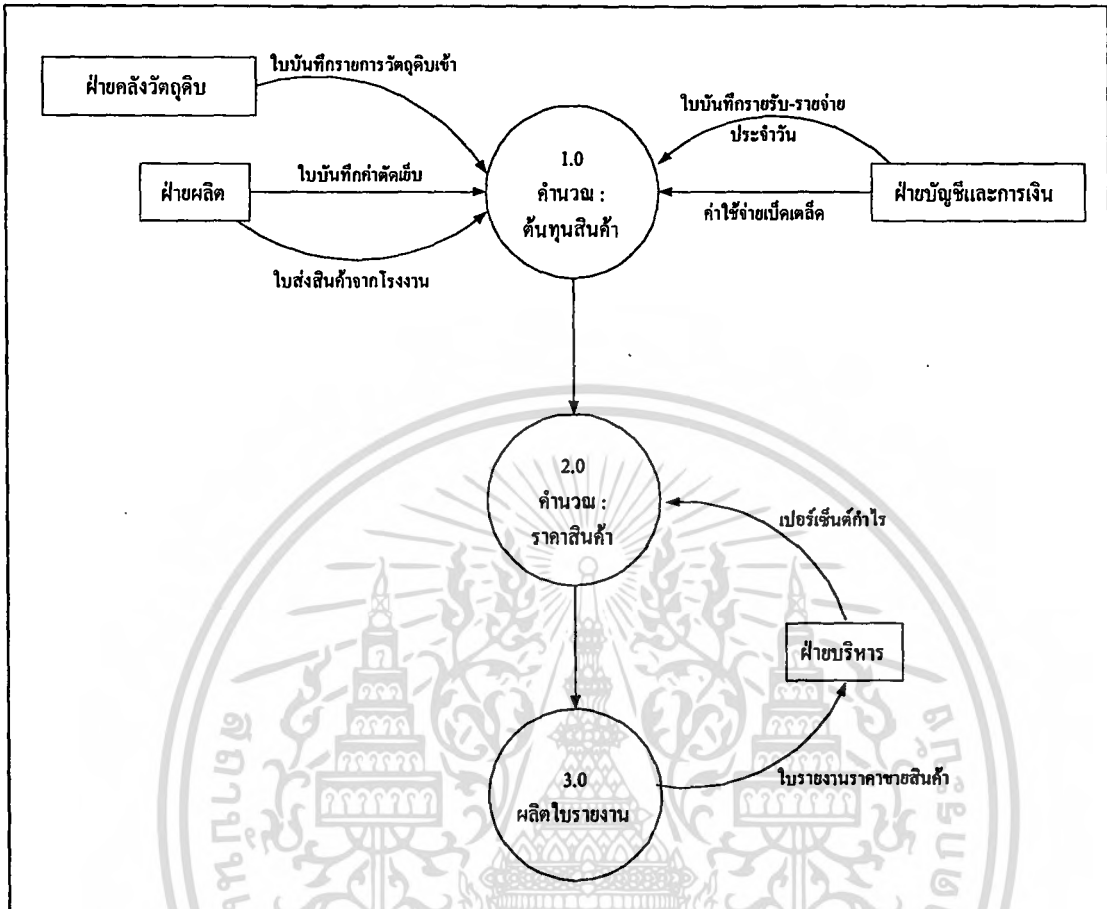 ใบบันทึกรายการวัตถุดิบเข้า
ฝ่ายคลังวัตถุดิบ
ใบบันทึกรายรับ-รายจ่าย
ประจำวัน
1.0
คำนวณ :
ต้นทุนสินค้า
ใบบันทึกค่าตัดเย็บ
ฝ่ายผลิต
ฝ่ายบัญชีและการเงิน
ค่าใช้จ่ายเบ็ดเตล็ด
ใบส่งสินค้าจากโรงงาน
2.0
คำนวณ :
ราคาสินค้า
เปอร์เซ็นต์กำไร
ฝ่ายบริหาร
ใบรายงานราคาขายสินค้า
3.0
ผลิตใบรายงาน